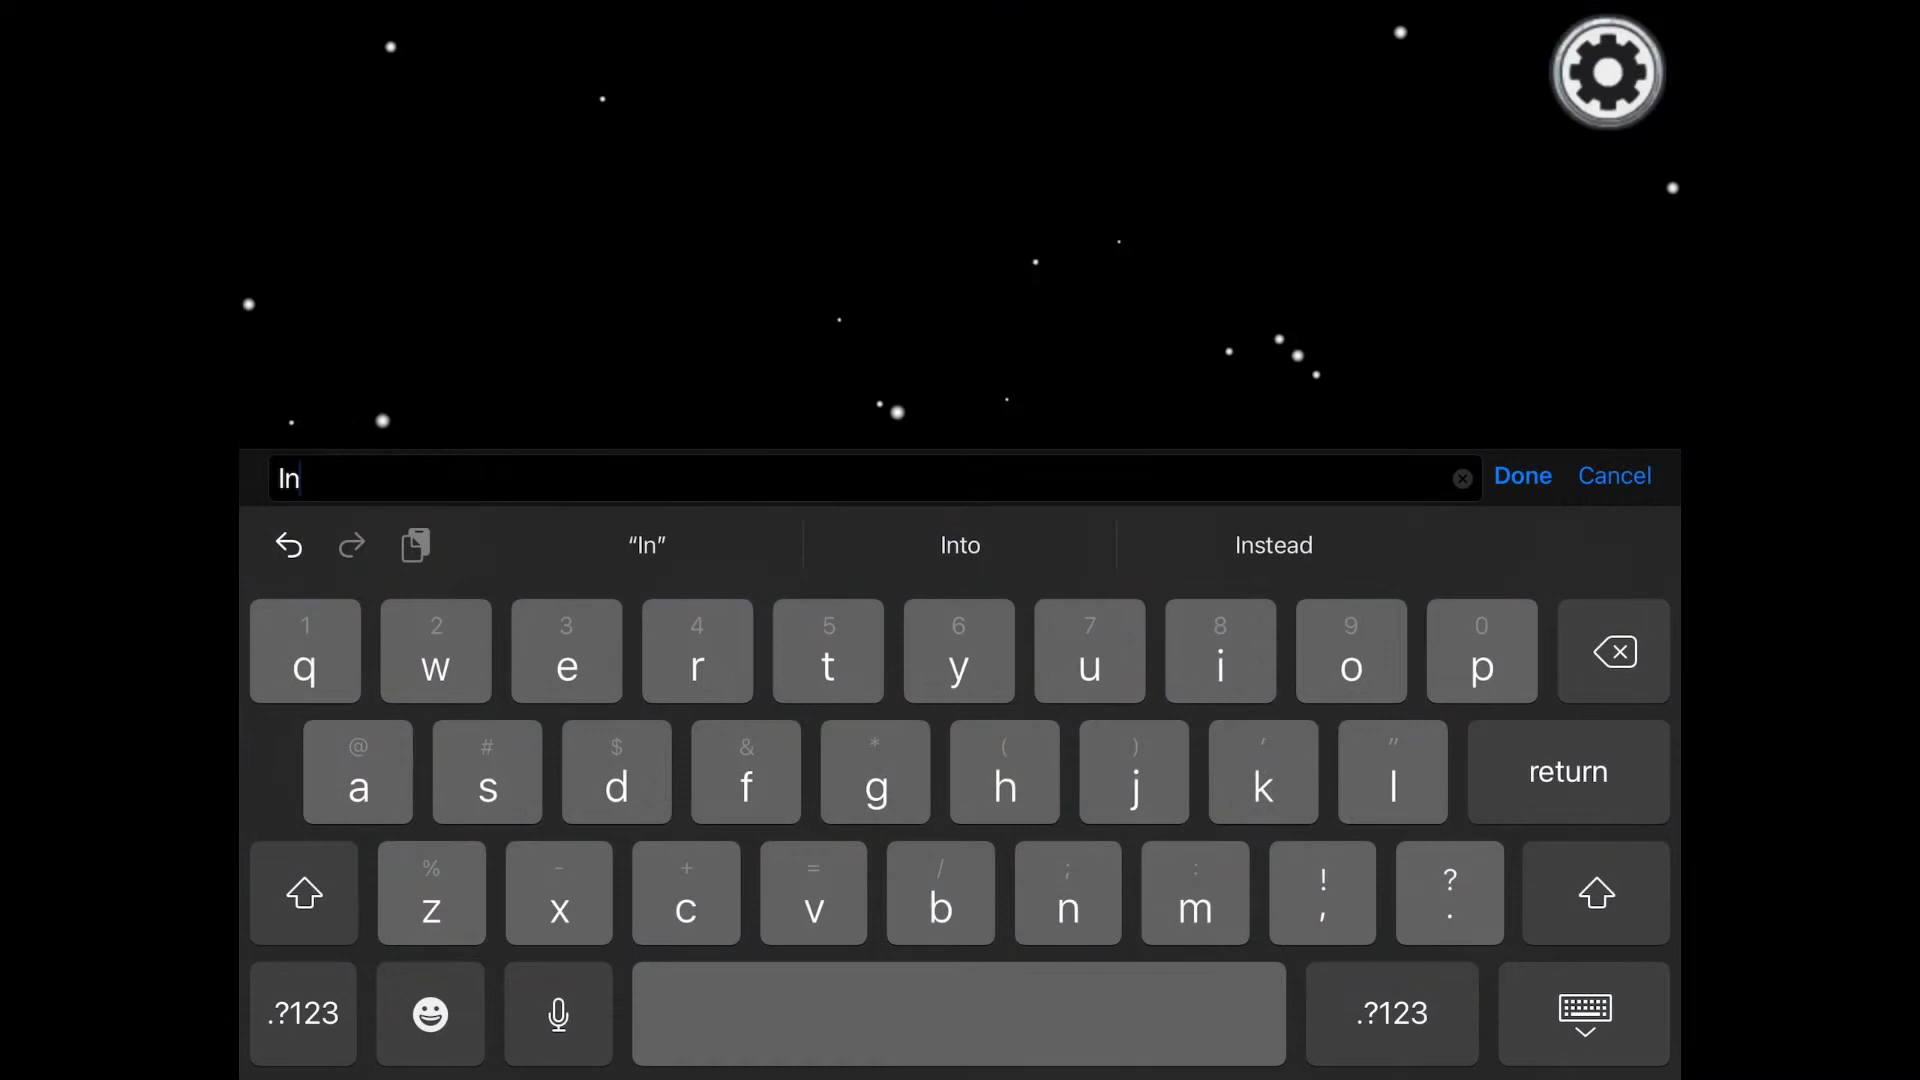 In
Done Cancel
“In” Into Instead
1 2 3 4 5 6 7 8 9 0
q w e r t y u i o p
@ # $ & * ( ) ' "
a s d f g h j k l return
% - + = / ; : ! ?
z x c v b n m , .
.?123 .?123